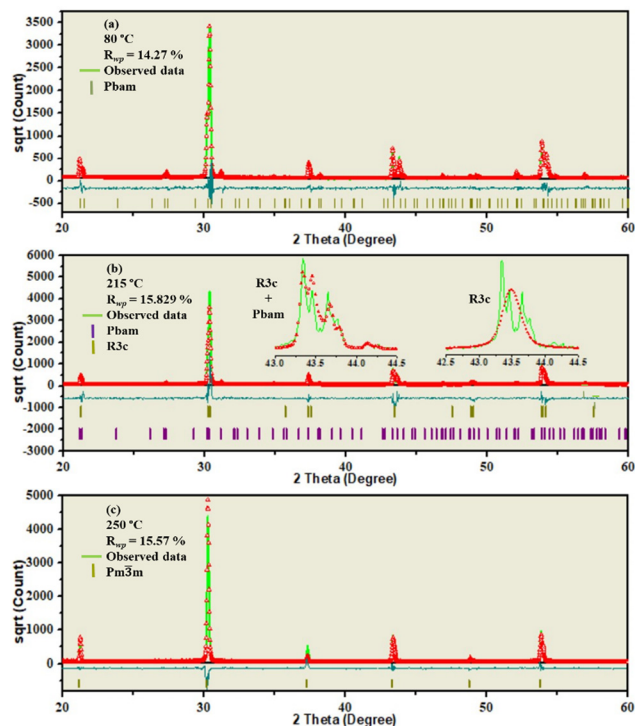 (a)
80 °C
Rwp = 14.27 %
Observed data
Pbam
sqrt (Count)
3500
3000
2500
2000
1500
1000
500
0
-500
20 30 40 50 60
2 Theta (Degree)
(b)
215 °C
Rwp = 15.829 %
Observed data
Pbam
R3c
R3c
+
Pbam
43.0 43.5 44.0 44.5
R3c
42.5 43.0 43.5 44.0 44.5
sqrt (Count)
6000
5000
4000
3000
2000
1000
0
-1000
-2000
-3000
20 30 40 50 60
2 Theta (Degree)
(c)
250 °C
Rwp = 15.57 %
Observed data
Pm3̅m
sqrt (Count)
5000
4000
3000
2000
1000
0
20 30 40 50 60
2 Theta (Degree)